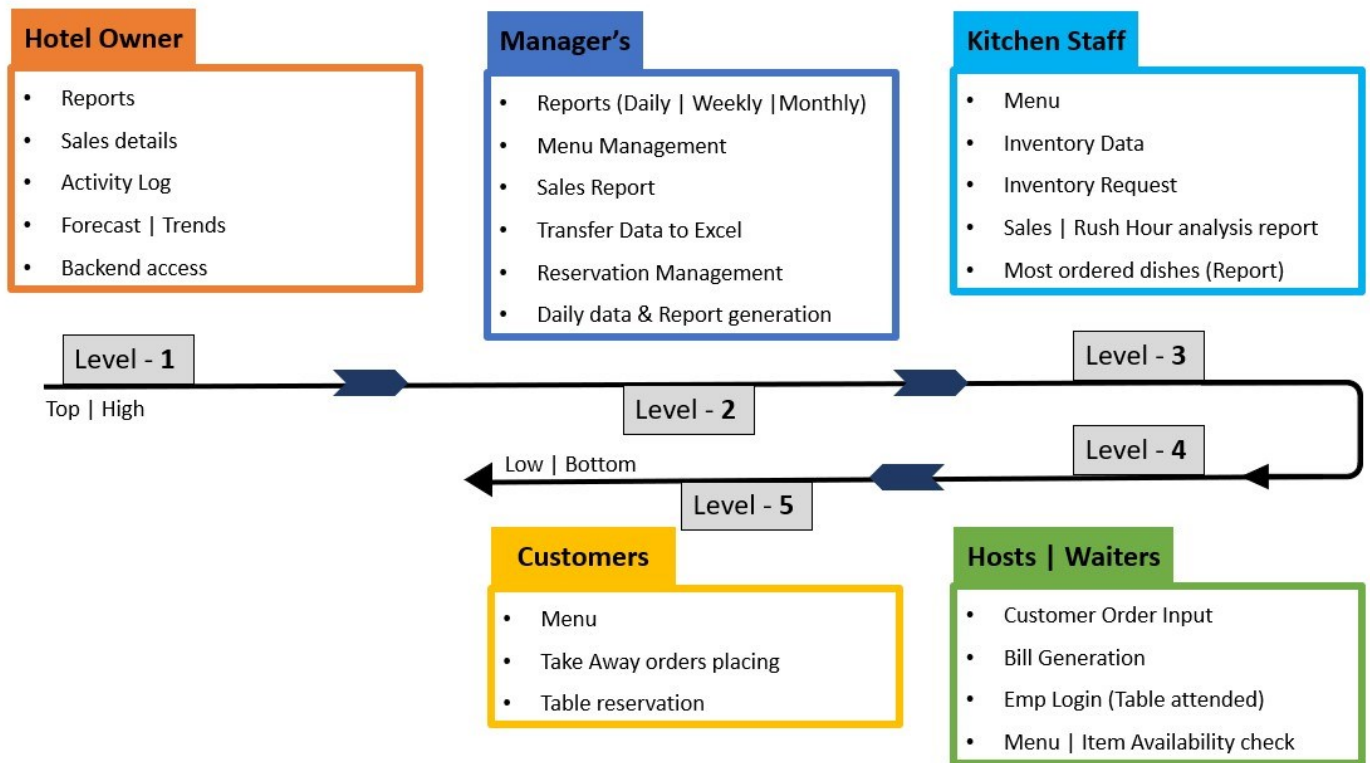 Hotel Owner
• Reports
• Sales details
• Activity Log
• Forecast | Trends
• Backend access
Manager's
• Reports (Daily | Weekly |Monthly)
• Menu Management
• Sales Report
• Transfer Data to Excel
• Reservation Management
• Daily data & Report generation
Kitchen Staff
• Menu
• Inventory Data
• Inventory Request
• Sales | Rush Hour analysis report
• Most ordered dishes (Report)
Level - 1
Top | High
Level - 2
Level - 3
Level - 4
Low | Bottom
Level - 5
Customers
• Menu
• Take Away orders placing
• Table reservation
Hosts | Waiters
• Customer Order Input
• Bill Generation
• Emp Login (Table attended)
• Menu | Item Availability check